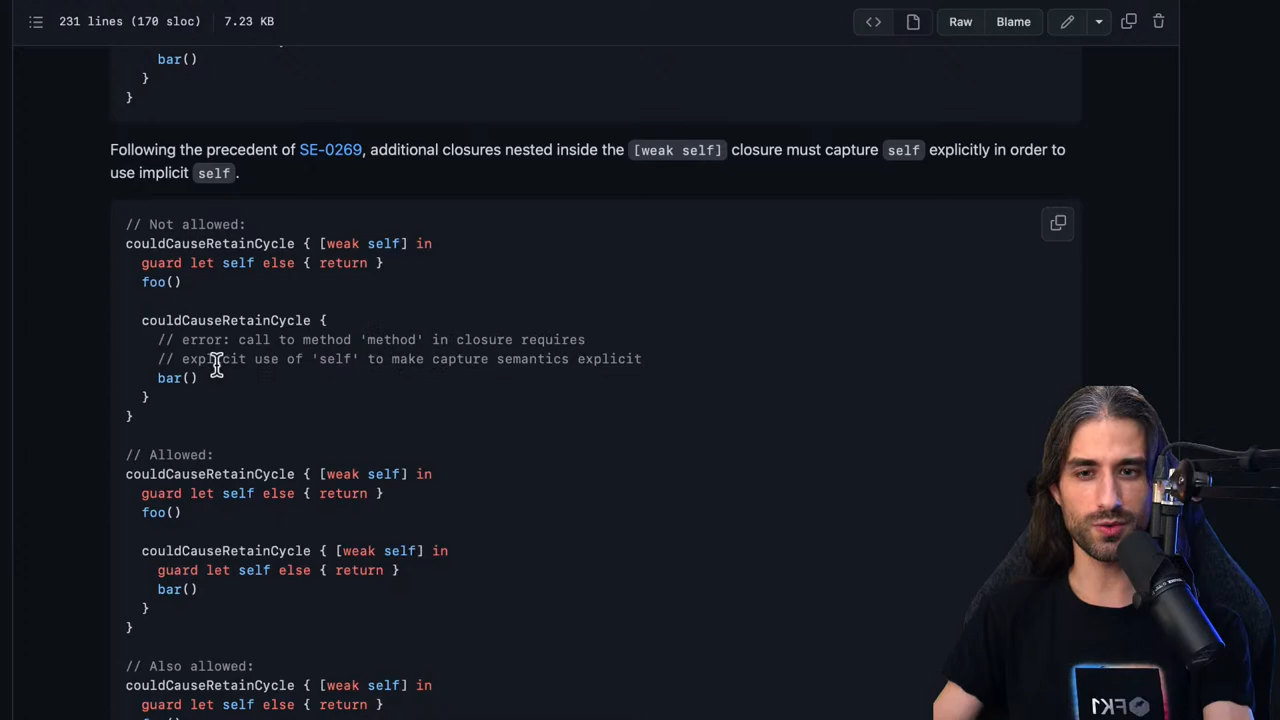 231 lines (170 sloc) 7.23 KB
Raw Blame
bar()
}
}
Following the precedent of SE-0269, additional closures nested inside the [weak self] closure must capture self explicitly in order to
use implicit self.
// Not allowed:
couldCauseRetainCycle { [weak self] in
guard let self else { return }
foo()
couldCauseRetainCycle {
// error: call to method 'method' in closure requires
// explicit use of 'self' to make capture semantics explicit
bar()
}
}
// Allowed:
couldCauseRetainCycle { [weak self] in
guard let self else { return }
foo()
couldCauseRetainCycle { [weak self] in
guard let self else { return }
bar()
}
}
// Also allowed:
couldCauseRetainCycle { [weak self] in
guard let self else { return }